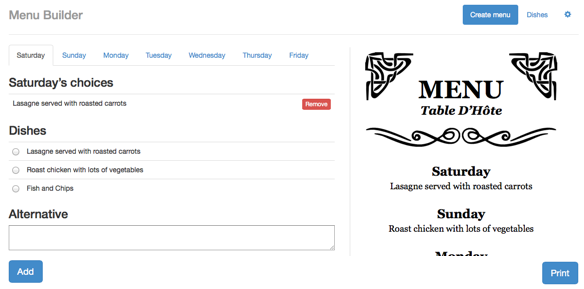 Menu Builder
Create menu
Dishes
Saturday
Sunday
Monday
Tuesday
Wednesday
Thursday
Friday
Saturday's choices
Lasagne served with roasted carrots
Remove
Dishes
Lasagne served with roasted carrots
Roast chicken with lots of vegetables
Fish and Chips
Alternative
Add
MENU
Table D'Hôte
Saturday
Lasagne served with roasted carrots
Sunday
Roast chicken with lots of vegetables
Monday
Print